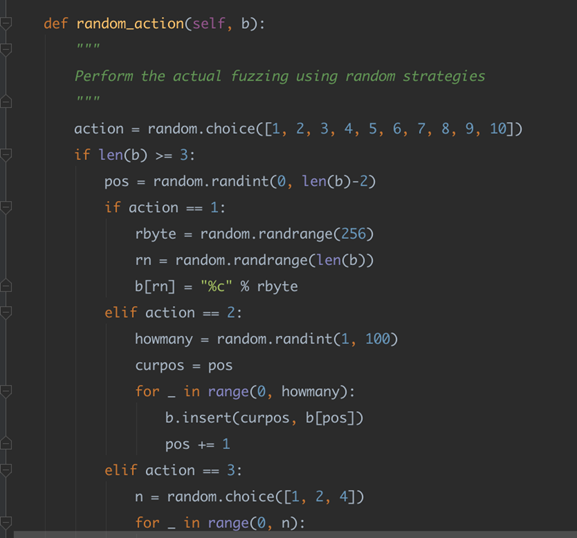 def random_action(self, b):
    """
    Perform the actual fuzzing using random strategies
    """
    action = random.choice([1, 2, 3, 4, 5, 6, 7, 8, 9, 10])
    if len(b) >= 3:
        pos = random.randint(0, len(b)-2)
        if action == 1:
            rbyte = random.randrange(256)
            rn = random.randrange(len(b))
            b[rn] = "%c" % rbyte
        elif action == 2:
            howmany = random.randint(1, 100)
            curpos = pos
            for _ in range(0, howmany):
                b.insert(curpos, b[pos])
                pos += 1
        elif action == 3:
            n = random.choice([1, 2, 4])
            for _ in range(0, n):